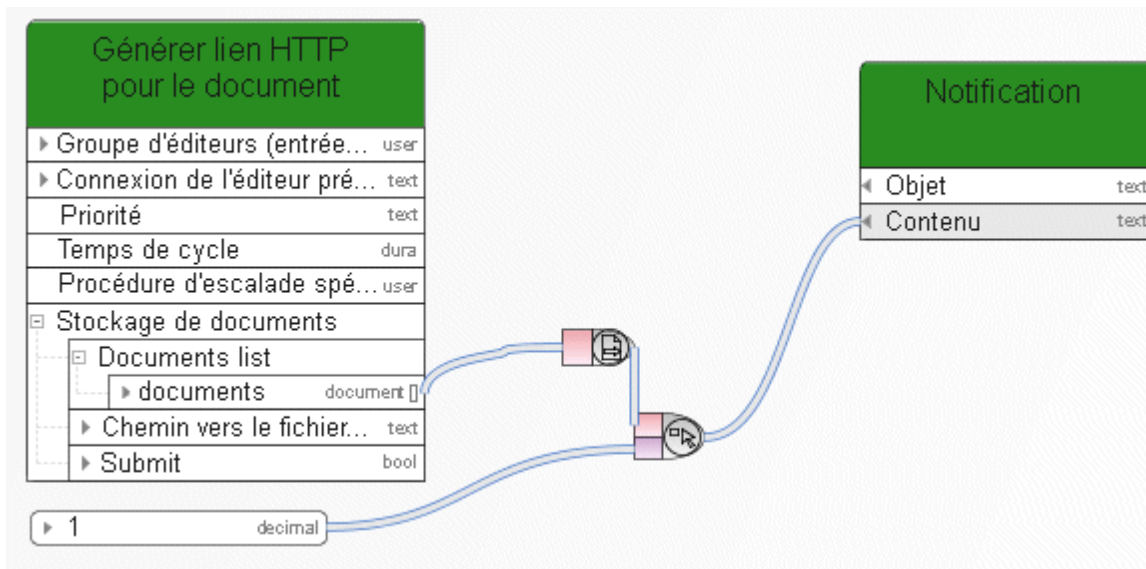 Générer lien HTTP
pour le document
Groupe d'éditeurs (entrée... user
Connexion de l'éditeur pré... text
Priorité text
Temps de cycle dura
Procédure d'escalade spé... user
Stockage de documents
Documents list
documents document []
Chemin vers le fichier... text
Submit bool
1 decimal
Notification
Objet text
Contenu text